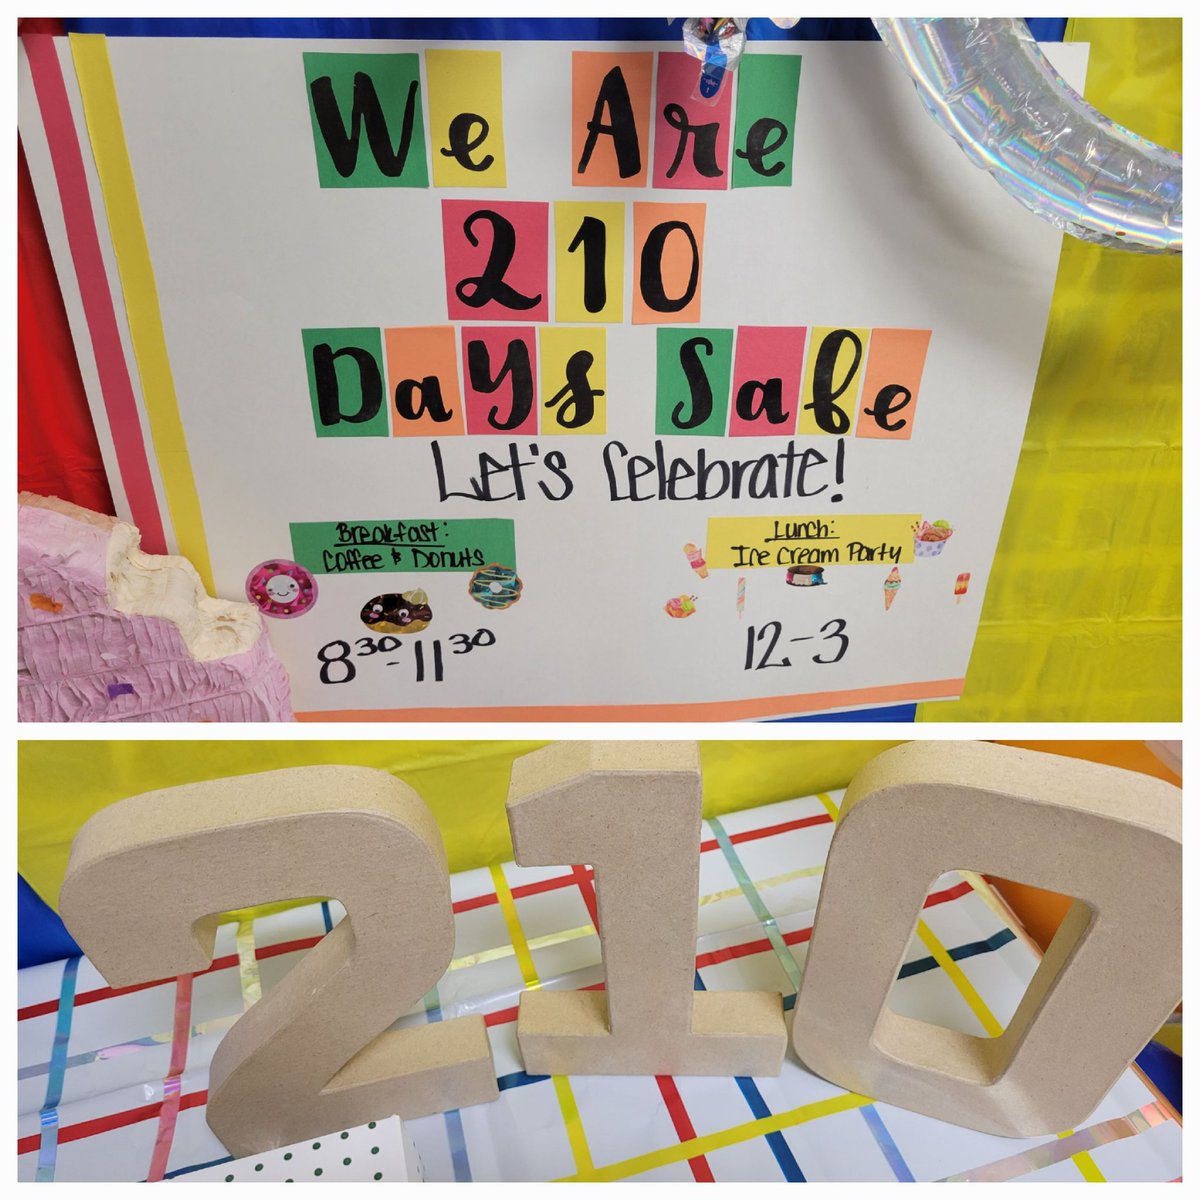 We Are
210
Days Safe
Let's Celebrate!
Breakfast:
Coffee & Donuts
8³⁰-11³⁰
Lunch:
Ice Cream Party
12-3
210